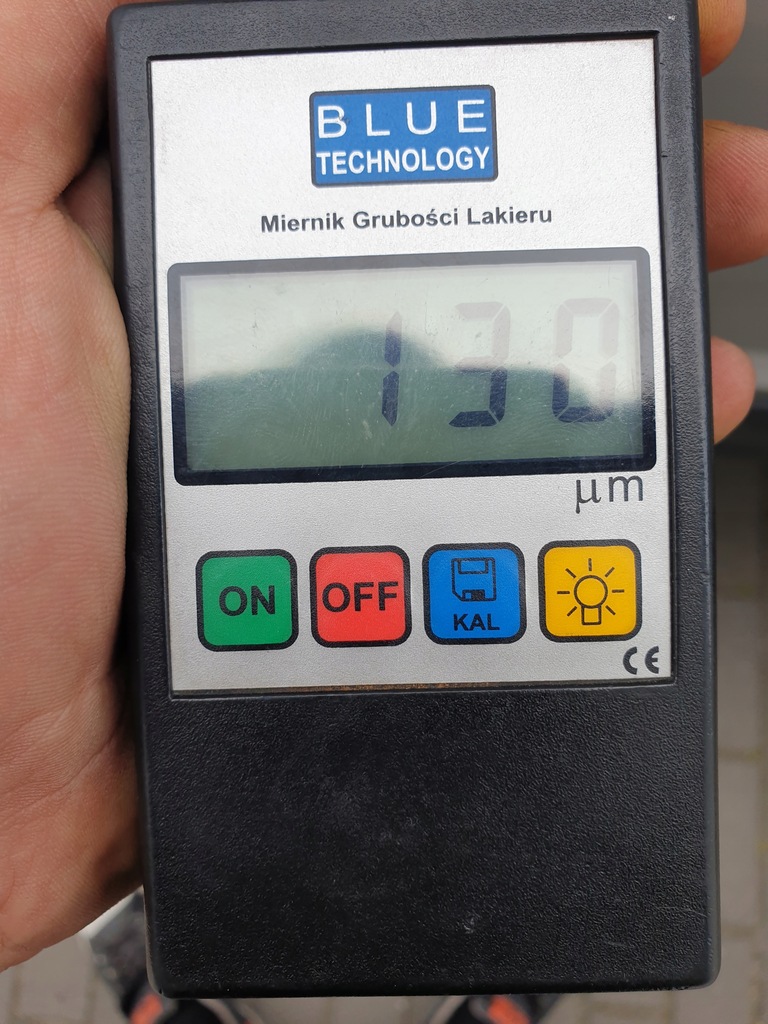 BLUE
TECHNOLOGY
Miernik Grubości Lakieru
130
μm
ON
OFF
KAL
CE